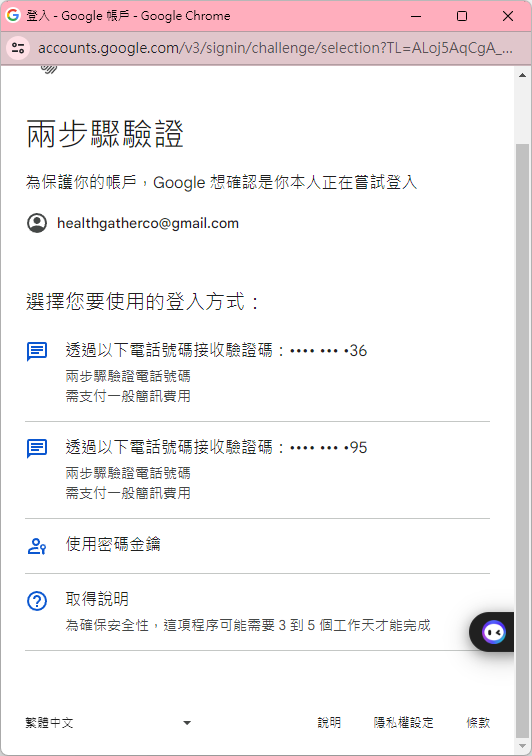 登入 - Google 帳戶 - Google Chrome
accounts.google.com/v3/signin/challenge/selection?TL=ALoj5AqCgA_...
兩步驟驗證
為保護你的帳戶，Google 想確認是你本人正在嘗試登入
healthgatherco@gmail.com
選擇您要使用的登入方式：
透過以下電話號碼接收驗證碼：•••• ••• •36
兩步驟驗證電話號碼
需支付一般簡訊費用
透過以下電話號碼接收驗證碼：•••• ••• •95
兩步驟驗證電話號碼
需支付一般簡訊費用
使用密碼金鑰
取得說明
為確保安全性，這項程序可能需要 3 到 5 個工作天才能完成
繁體中文 說明 隱私權設定 條款